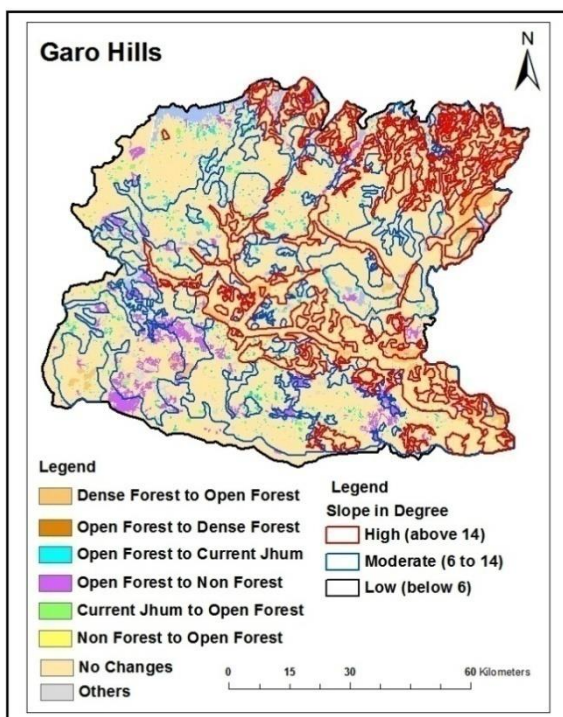 Garo Hills
N
Legend
Dense Forest to Open Forest
Open Forest to Dense Forest
Open Forest to Current Jhum
Open Forest to Non Forest
Current Jhum to Open Forest
Non Forest to Open Forest
No Changes
Others
Legend
Slope in Degree
High (above 14)
Moderate (6 to 14)
Low (below 6)
0 15 30 60 Kilometers